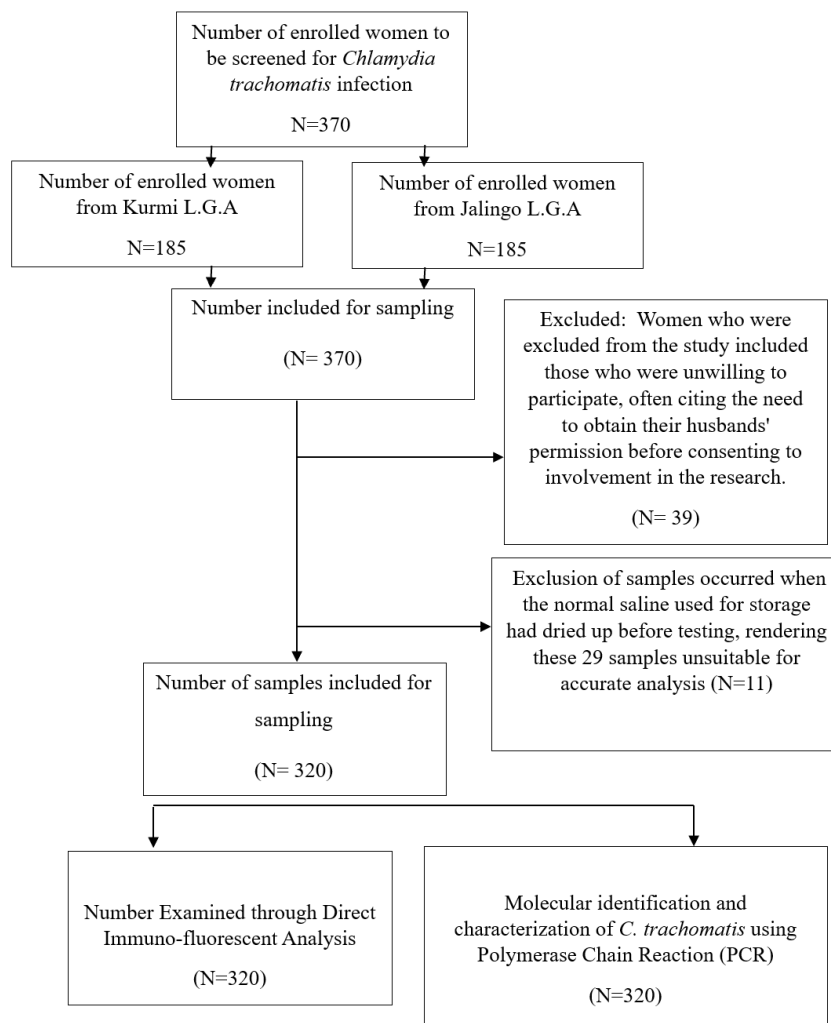 Number of enrolled women to
be screened for Chlamydia
trachomatis infection
N=370
Number of enrolled women
from Kurmi L.G.A
N=185
Number of enrolled women
from Jalingo L.G.A
N=185
Number included for sampling
(N= 370)
Excluded: Women who were
excluded from the study included
those who were unwilling to
participate, often citing the need
to obtain their husbands'
permission before consenting to
involvement in the research.
(N= 39)
Exclusion of samples occurred when
the normal saline used for storage
had dried up before testing, rendering
these 29 samples unsuitable for
accurate analysis (N=11)
Number of samples included for
sampling
(N= 320)
Number Examined through Direct
Immuno-fluorescent Analysis
(N=320)
Molecular identification and
characterization of C. trachomatis using
Polymerase Chain Reaction (PCR)
(N=320)